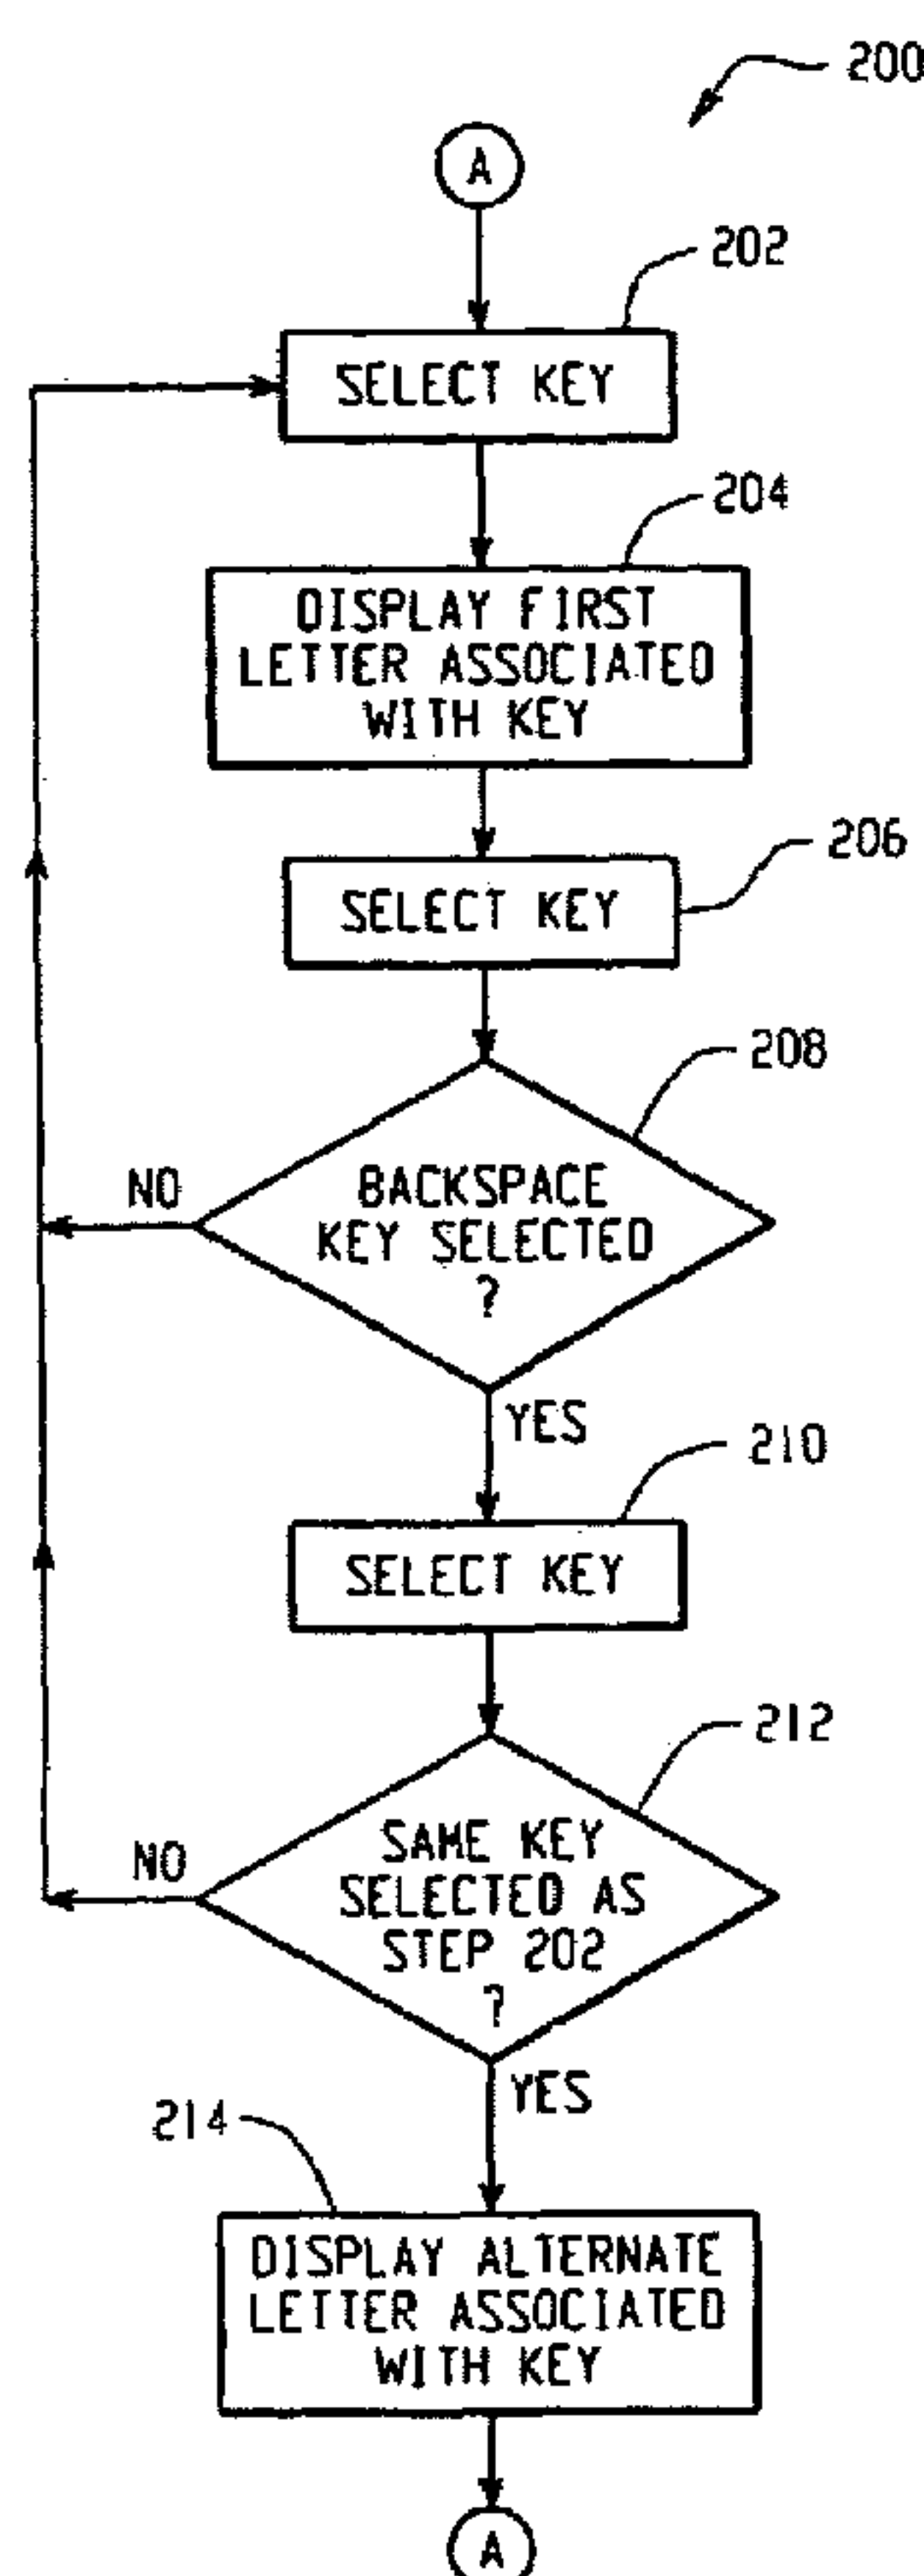 200
A
202
SELECT KEY
204
DISPLAY FIRST
LETTER ASSOCIATED
WITH KEY
206
SELECT KEY
208
BACKSPACE
KEY SELECTED
?
NO
YES
210
SELECT KEY
212
SAME KEY
SELECTED AS
STEP 202
?
NO
YES
214
DISPLAY ALTERNATE
LETTER ASSOCIATED
WITH KEY
A